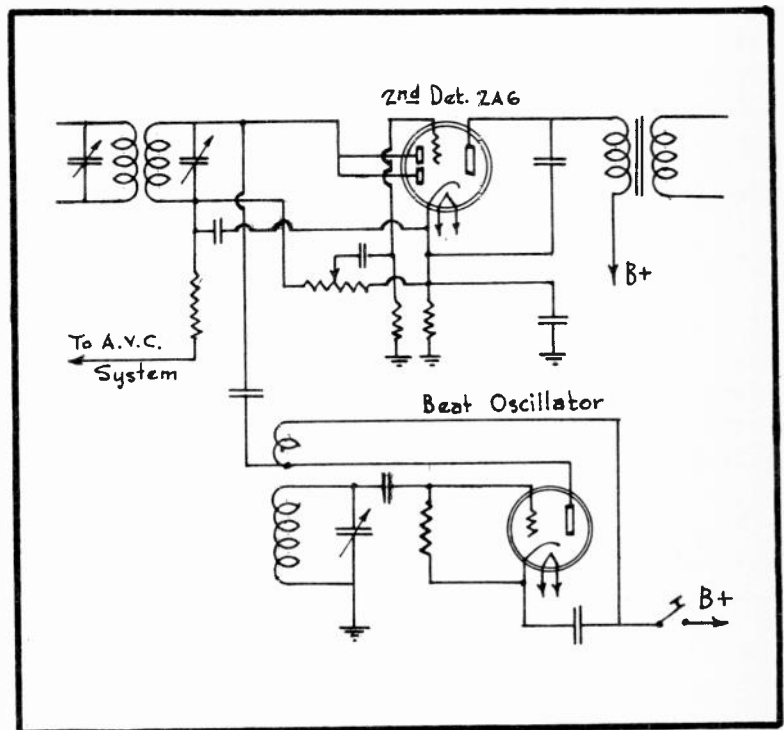 2nd Det. 2A6
B+
To A.V.C.
System
Beat Oscillator
B+